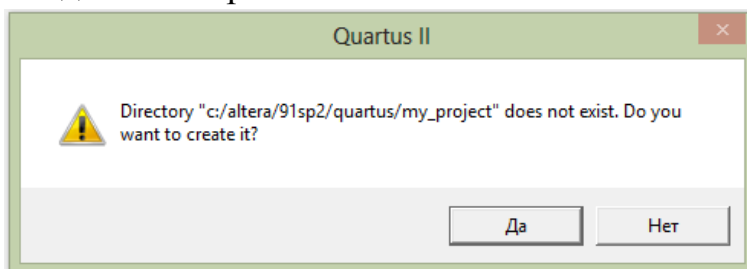 Quartus II
Directory "c:/altera/91sp2/quartus/my_project" does not exist. Do you
want to create it?
Да
Нет